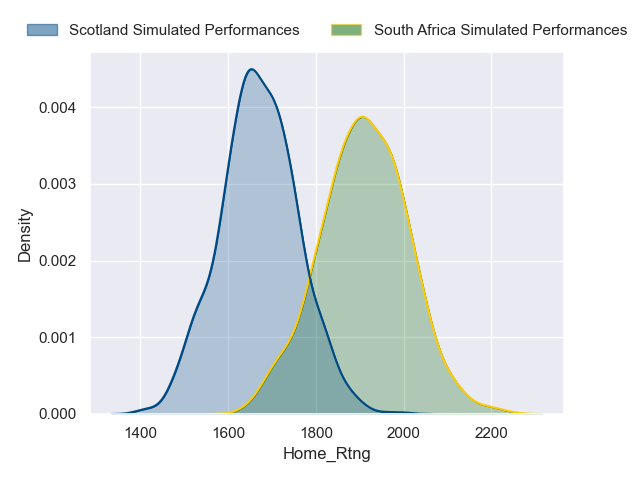 Scotland Simulated Performances South Africa Simulated Performances
0.004
0.003
0.002
0.001
0.000
Density
1400 1600 1800 2000 2200
Home_Rtng